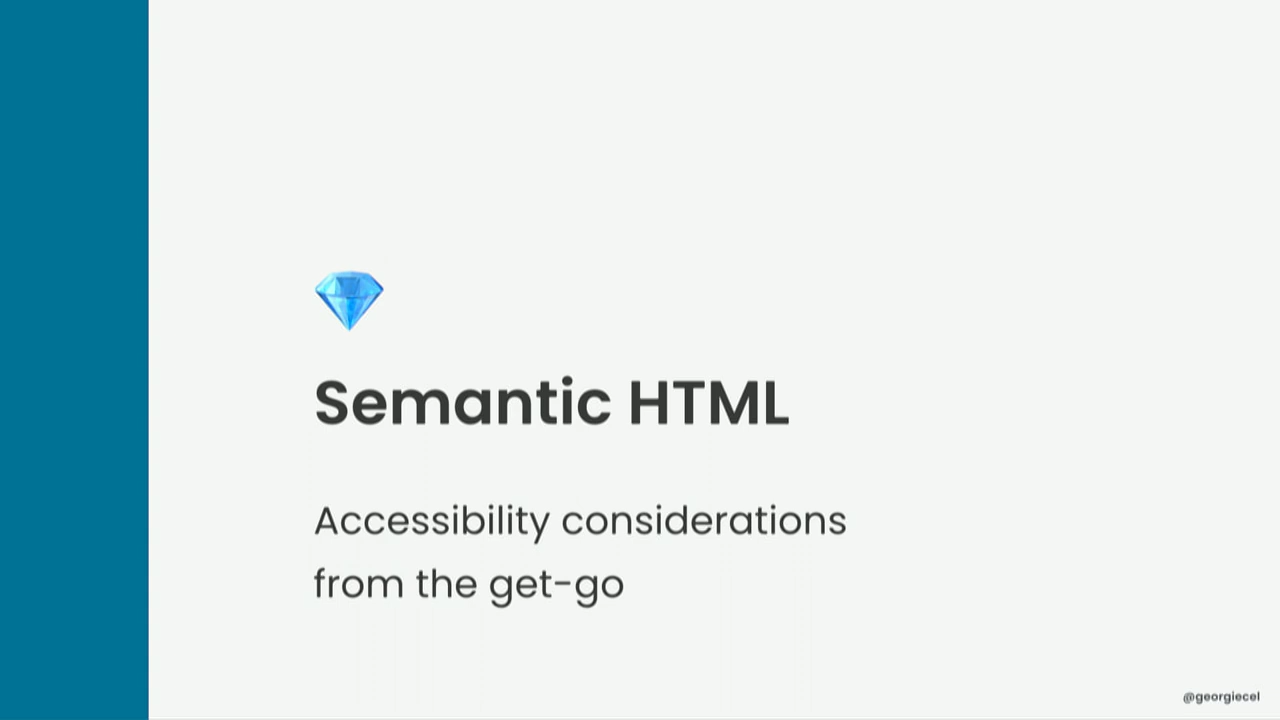 Semantic HTML
Accessibility considerations
from the get-go
@georgiecel